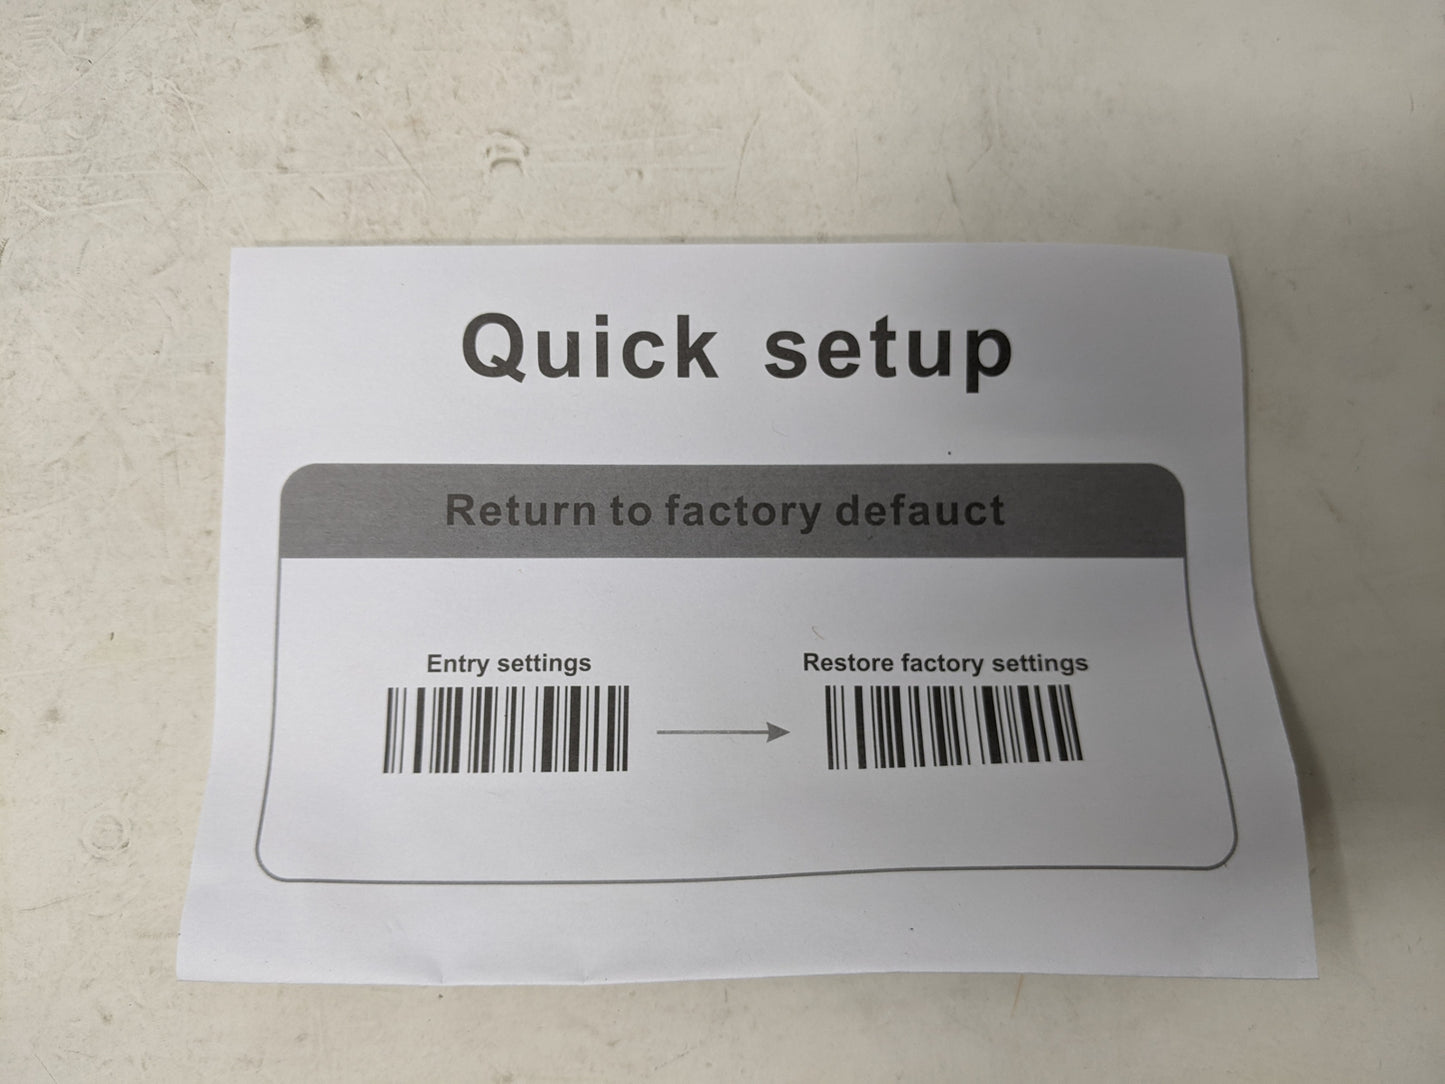 Quick setup
Return to factory defauct
Entry settings
Restore factory settings